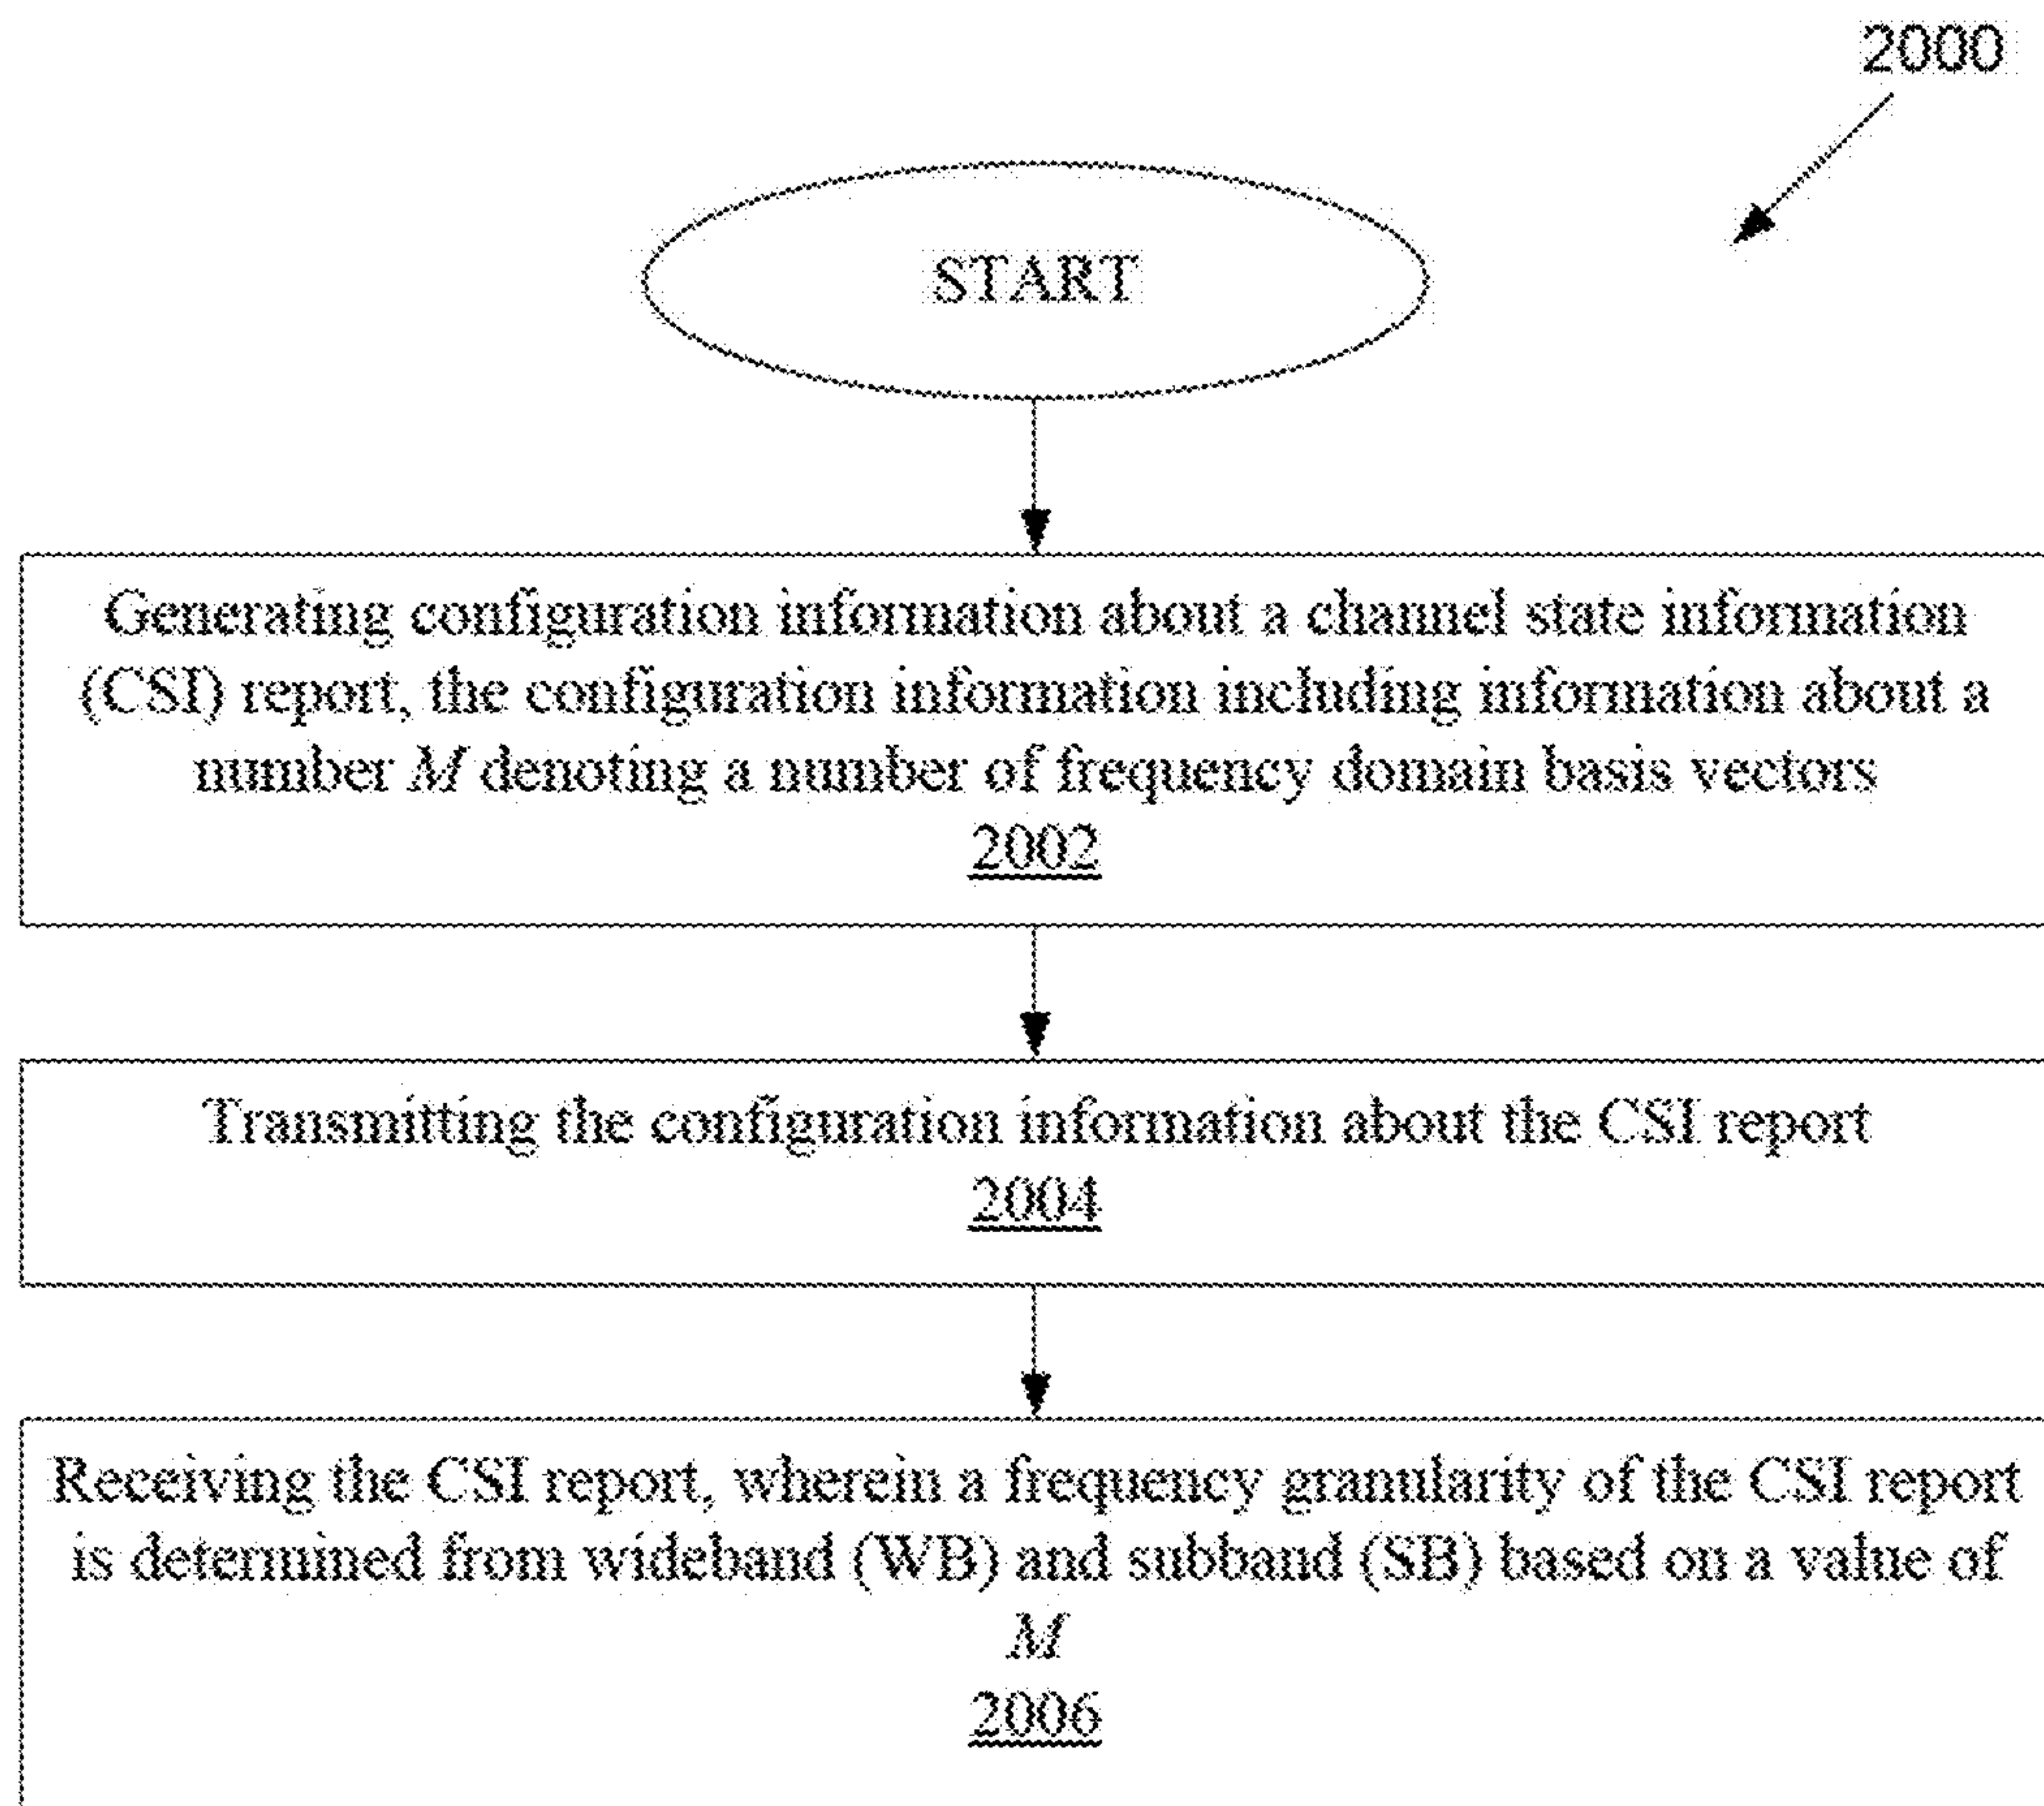 2000
START
Generating configuration information about a channel state information
(CSI) report, the configuration information including information about a
number M denoting a number of frequency domain basis vectors
2002
Transmitting the configuration information about the CSI report
2004
Receiving the CSI report, wherein a frequency granularity of the CSI report
is determined from wideband (WB) and subband (SB) based on a value of
M
2006